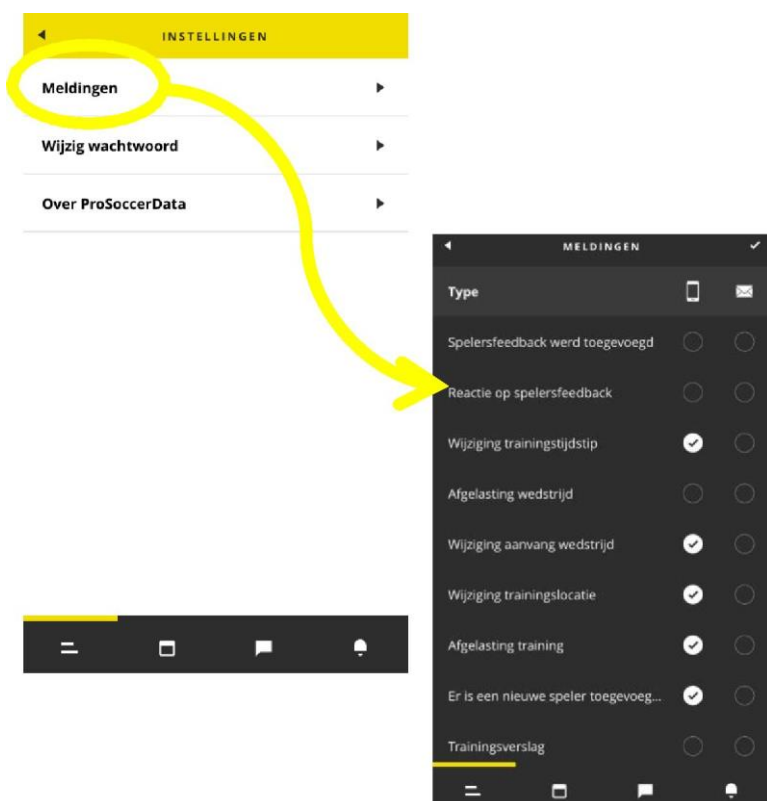 INSTELLINGEN
Meldingen
Wijzig wachtwoord
Over ProSoccerData
MELDINGEN
Type
Spelersfeedback werd toegevoegd
Reactie op spelersfeedback
Wijziging trainingstijdstip
Afgelasting wedstrijd
Wijziging aanvang wedstrijd
Wijziging trainingslocatie
Afgelasting training
Er is een nieuwe speler toegevoeg...
Trainingsverslag